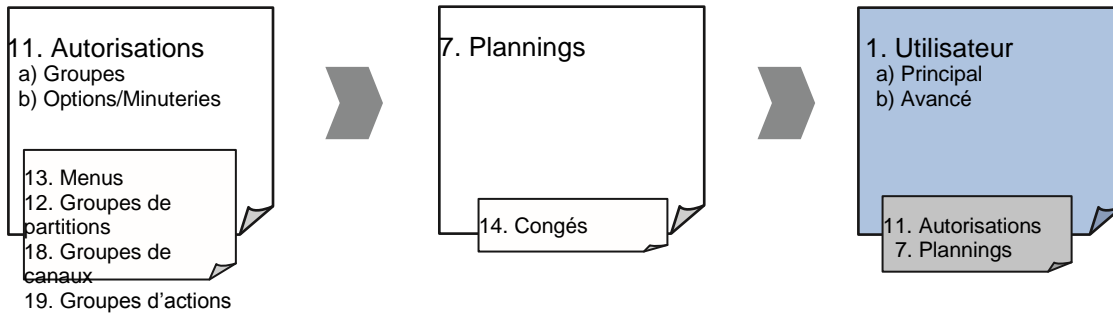 11. Autorisations
a) Groupes
b) Options/Minuteries
13. Menus
12. Groupes de
partitions
18. Groupes de
canaux
19. Groupes d’actions
7. Plannings
14. Congés
1. Utilisateur
a) Principal
b) Avancé
11. Autorisations
7. Plannings